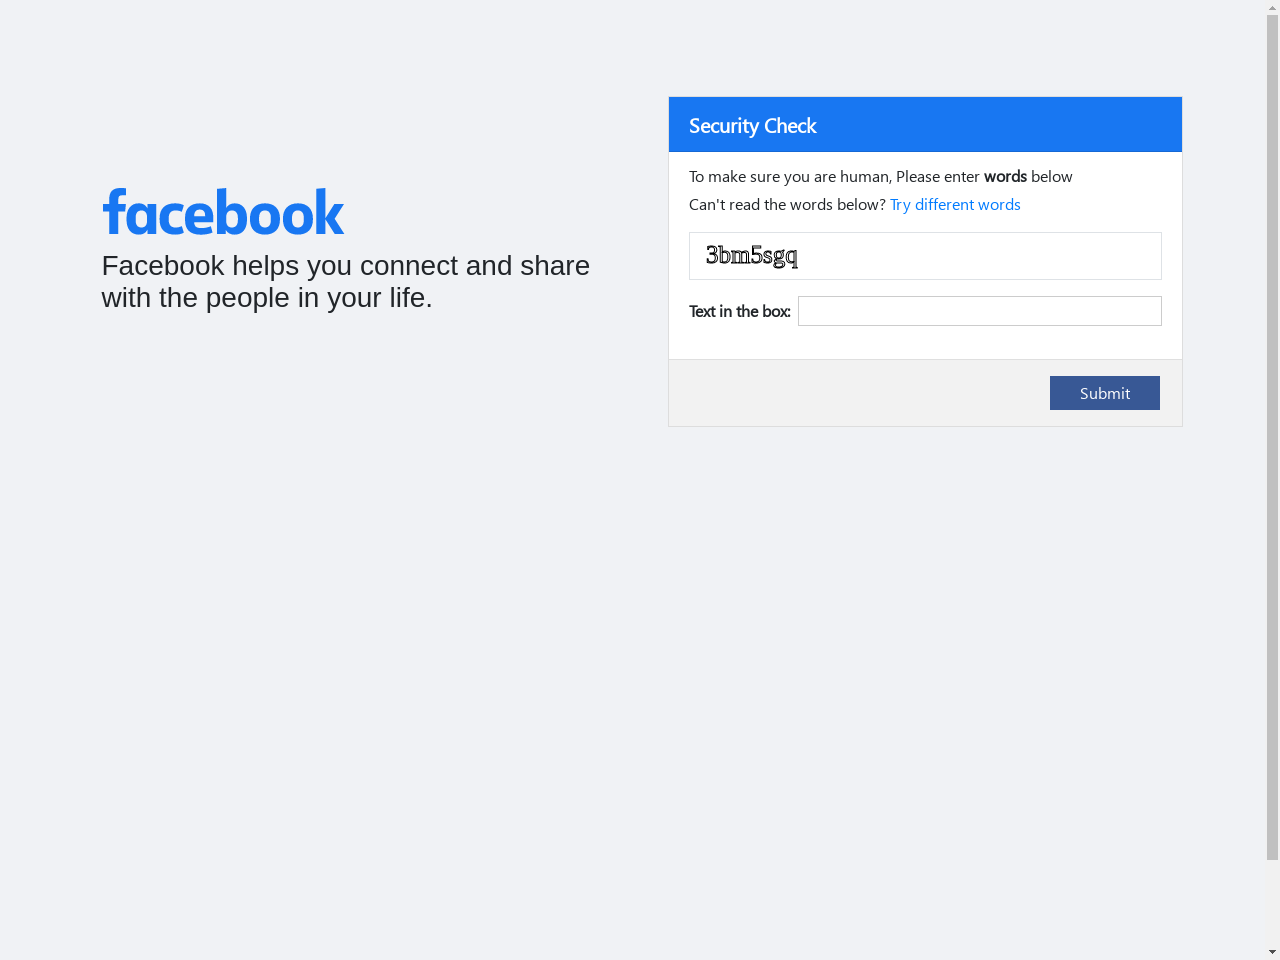 facebook
Facebook helps you connect and share
with the people in your life.
Security Check
To make sure you are human, Please enter words below
Can't read the words below? Try different words
3bm5sgq
Text in the box:
Submit